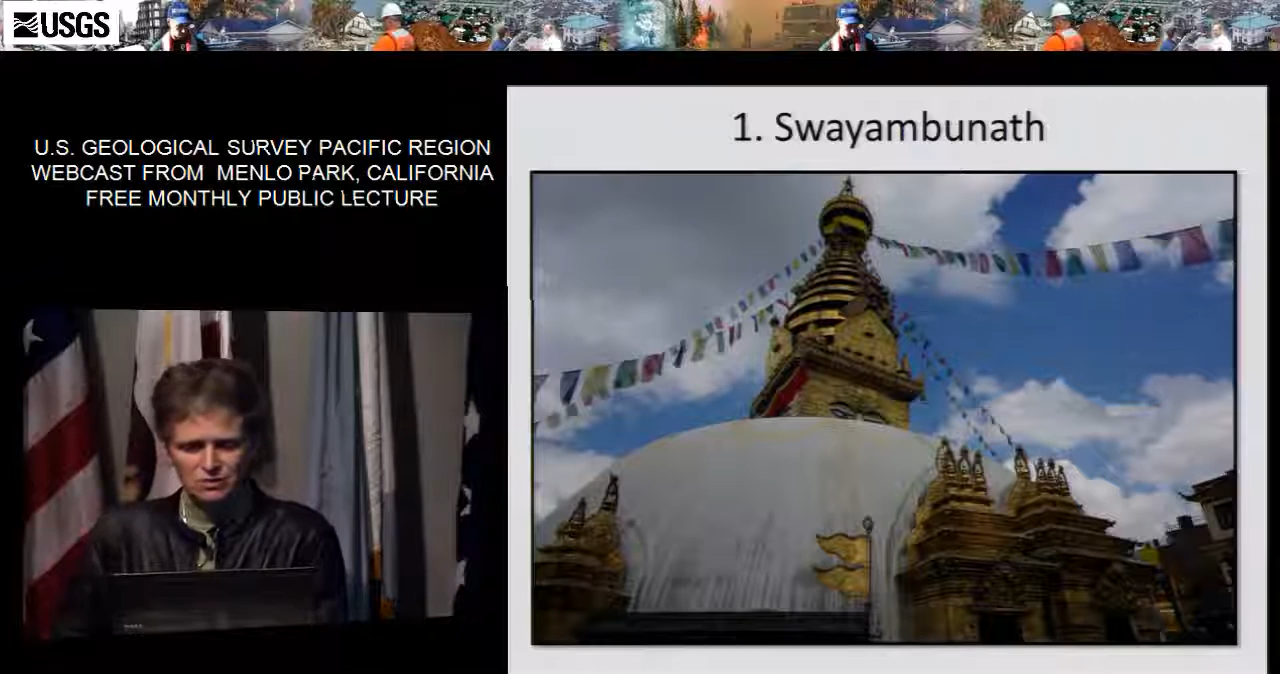 USGS
U.S. GEOLOGICAL SURVEY PACIFIC REGION
WEBCAST FROM MENLO PARK, CALIFORNIA
FREE MONTHLY PUBLIC LECTURE
1. Swayambunath